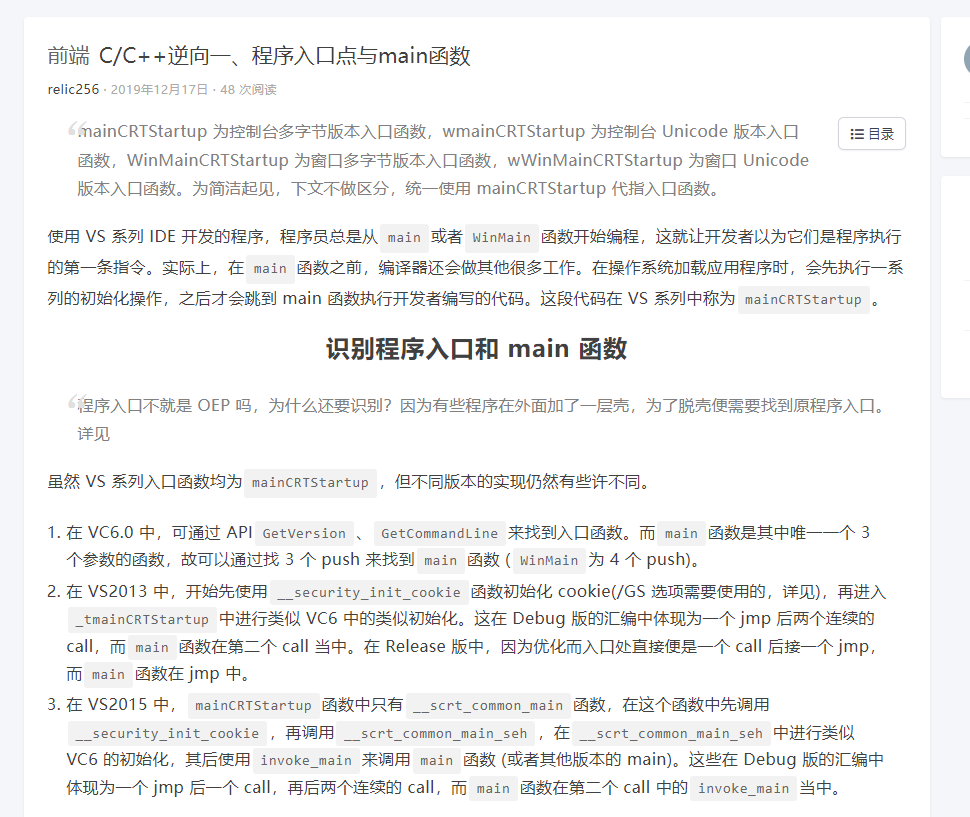 前端 C/C++逆向一、程序入口点与main函数
relic256 · 2019年12月17日 · 48 次阅读
mainCRTStartup 为控制台多字节版本入口函数，wmainCRTStartup 为控制台 Unicode 版本入口
函数，WinMainCRTStartup 为窗口多字节版本入口函数，wWinMainCRTStartup 为窗口 Unicode
版本入口函数。为简洁起见，下文不做区分，统一使用 mainCRTStartup 代指入口函数。
目录
使用 VS 系列 IDE 开发的程序，程序员总是从 main 或者 WinMain 函数开始编程，这就让开发者以为它们是程序执行
的第一条指令。实际上，在 main 函数之前，编译器还会做其他很多工作。在操作系统加载应用程序时，会先执行一系
列的初始化操作，之后才会跳到 main 函数执行开发者编写的代码。这段代码在 VS 系列中称为 mainCRTStartup 。
识别程序入口和 main 函数
程序入口不就是 OEP 吗，为什么还要识别？因为有些程序在外面加了一层壳，为了脱壳便需要找到原程序入口。
详见
虽然 VS 系列入口函数均为 mainCRTStartup ，但不同版本的实现仍然有些许不同。
1. 在 VC6.0 中，可通过 API GetVersion 、 GetCommandLine 来找到入口函数。而 main 函数是其中唯一一个 3
个参数的函数，故可以通过找 3 个 push 来找到 main 函数 ( WinMain 为 4 个 push)。
2. 在 VS2013 中，开始先使用 __security_init_cookie 函数初始化 cookie(/GS 选项需要使用的，详见)，再进入
_tmainCRTStartup 中进行类似 VC6 中的类似初始化。这在 Debug 版的汇编中体现为一个 jmp 后两个连续的
call，而 main 函数在第二个 call 当中。在 Release 版中，因为优化而入口处直接便是一个 call 后接一个 jmp，
而 main 函数在 jmp 中。
3. 在 VS2015 中， mainCRTStartup 函数中只有 __scrt_common_main 函数，在这个函数中先调用
__security_init_cookie ，再调用 __scrt_common_main_seh ，在 __scrt_common_main_seh 中进行类似
VC6 的初始化，其后使用 invoke_main 来调用 main 函数 (或者其他版本的 main)。这些在 Debug 版的汇编中
体现为一个 jmp 后一个 call，再后两个连续的 call，而 main 函数在第二个 call 中的 invoke_main 当中。